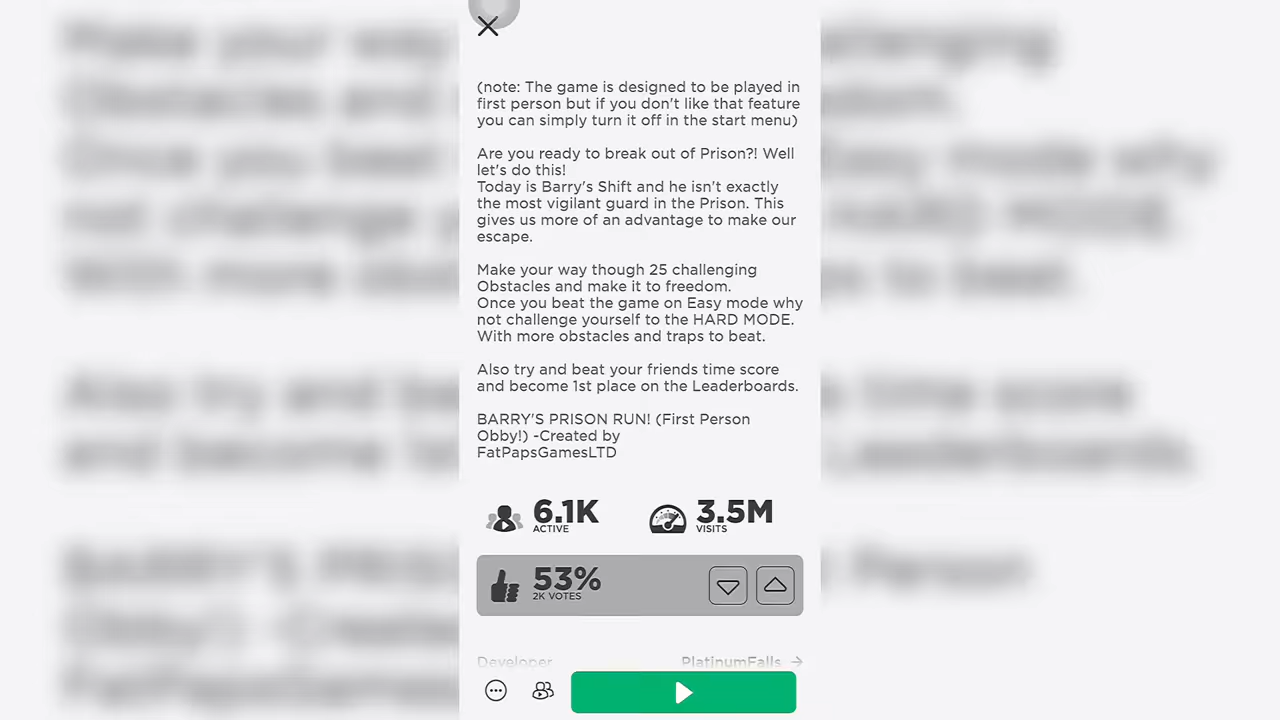 (note: The game is designed to be played in
first person but if you don't like that feature
you can simply turn it off in the start menu)
Are you ready to break out of Prison?! Well
let's do this!
Today is Barry's Shift and he isn't exactly
the most vigilant guard in the Prison. This
gives us more of an advantage to make our
escape.
Make your way though 25 challenging
Obstacles and make it to freedom.
Once you beat the game on Easy mode why
not challenge yourself to the HARD MODE.
With more obstacles and traps to beat.
Also try and beat your friends time score
and become 1st place on the Leaderboards.
BARRY'S PRISON RUN! (First Person
Obby!) -Created by
FatPapsGamesLTD
6.1K
ACTIVE
3.5M
VISITS
53%
2K VOTES
Developer
PlatinumFalls